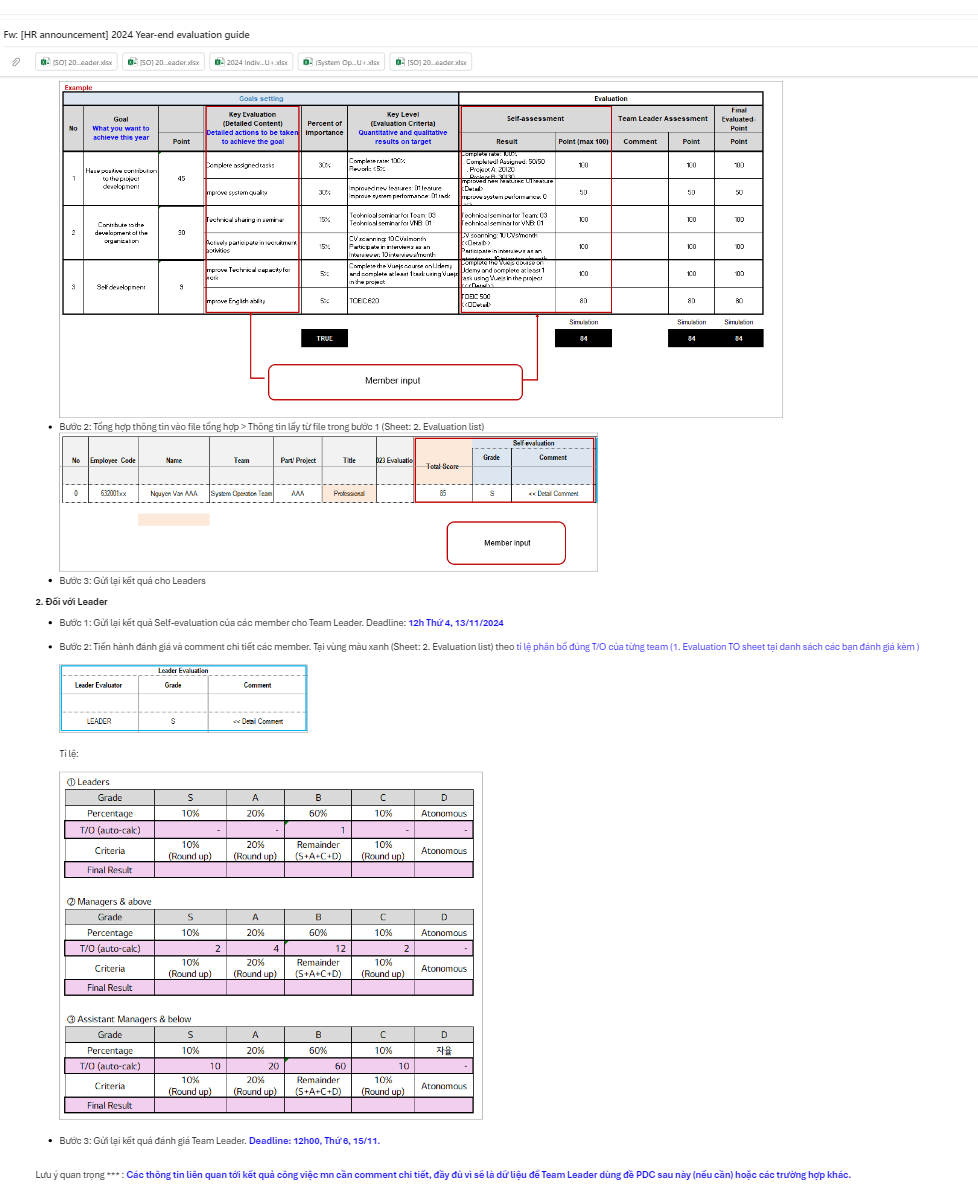 Fw: [HR announcement] 2024 Year-end evaluation guide
[SO] 20...eader.xlsx [SO] 20...eader.xlsx 2024 Indiv...U+.xlsx (System Op...U+.xlsx [SO] 20...eader.xlsx
Example
Goals setting Evaluation
No Goal What you want to achieve this year Point Key Evaluation (Detailed Content) Detailed actions to be taken to achieve the goal Percent of importance Key Level (Evaluation Criteria) Quantitative and qualitative results on target Self-assessment Team Leader Assessment Final Evaluated Point
Result Point (max 100) Comment Point Point
1 Have positive contribution to the project development 45 Complete assigned tasks 30% Complete rate: 100% Rework: <5% Complete rate: 100% Completed/ Assigned: 50/50 . Project A: 20/20 . Project B: 30/30 100 100 100
Improve system quality 30% Improved new features: 01 feature Improve system performance: 01 task Improved new features: 01 feature <Detail> Improve system performance: 0 50 50 50
2 Contribute to the development of the organization 30 Technical sharing in seminar 15% Technical seminar for Team: 03 Technical seminar for VNB: 01 Technical seminar for Team: 03 Technical seminar for VNB: 01 100 100 100
Actively participate in recruitment activities 15% CV scanning: 10 CVs/month Participate in interviews as an interviewer: 10 interviews/month CV scanning: 10 CVs/month <<Detail> Participate in interviews as an 100 100 100
3 Self development 9 Improve Technical capacity for work 5% Complete the Vuejs course on Udemy and complete at least 1 task using Vuejs in the project Complete the Vuejs course on Udemy and complete at least 1 task using Vuejs in the project 100 100 100
Improve English ability 5% TOEIC 620 TOEIC 500 80 80 80
Simulation Simulation Simulation
TRUE 84 84 84
Member input
• Bước 2: Tổng hợp thông tin vào file tổng hợp > Thông tin lấy từ file trong bước 1 (Sheet: 2. Evaluation list)
No Employee Code Name Team Part/ Project Title 023 Evaluatio Total Score Self-evaluation
Grade Comment
0 632001xx Nguyen Van AAA System Operation Team AAA Professional 85 S << Detail Comment
Member input
• Bước 3: Gửi lại kết quả cho Leaders
2. Đối với Leader
• Bước 1: Gửi lại kết quả Self-evaluation của các member cho Team Leader. Deadline: 12h Thứ 4, 13/11/2024
• Bước 2: Tiến hành đánh giá và comment chi tiết các member. Tại vùng màu xanh (Sheet: 2. Evaluation list) theo tỉ lệ phân bổ đúng T/O của từng team (1. Evaluation TO sheet tại danh sách các bạn đánh giá kèm )
Leader Evaluation
Leader Evaluator Grade Comment
LEADER S << Detail Comment
Tỉ lệ:
① Leaders
Grade S A B C D
Percentage 10% 20% 60% 10% Atonomous
T/O (auto-calc) - - 1 - -
Criteria 10% (Round up) 20% (Round up) Remainder (S+A+C+D) 10% (Round up) Atonomous
Final Result
② Managers & above
Grade S A B C D
Percentage 10% 20% 60% 10% Atonomous
T/O (auto-calc) 2 4 12 2 -
Criteria 10% (Round up) 20% (Round up) Remainder (S+A+C+D) 10% (Round up) Atonomous
Final Result
③ Assistant Managers & below
Grade S A B C D
Percentage 10% 20% 60% 10% 자율
T/O (auto-calc) 10 20 60 10 -
Criteria 10% (Round up) 20% (Round up) Remainder (S+A+C+D) 10% (Round up) Atonomous
Final Result
• Bước 3: Gửi lại kết quả đánh giá Team Leader. Deadline: 12h00, Thứ 6, 15/11.
Lưu ý quan trọng *** : Các thông tin liên quan tới kết quả công việc mn cần comment chi tiết, đầy đủ vì sẽ là dữ liệu để Team Leader dùng đề PDC sau này (nếu cần) hoặc các trường hợp khác.